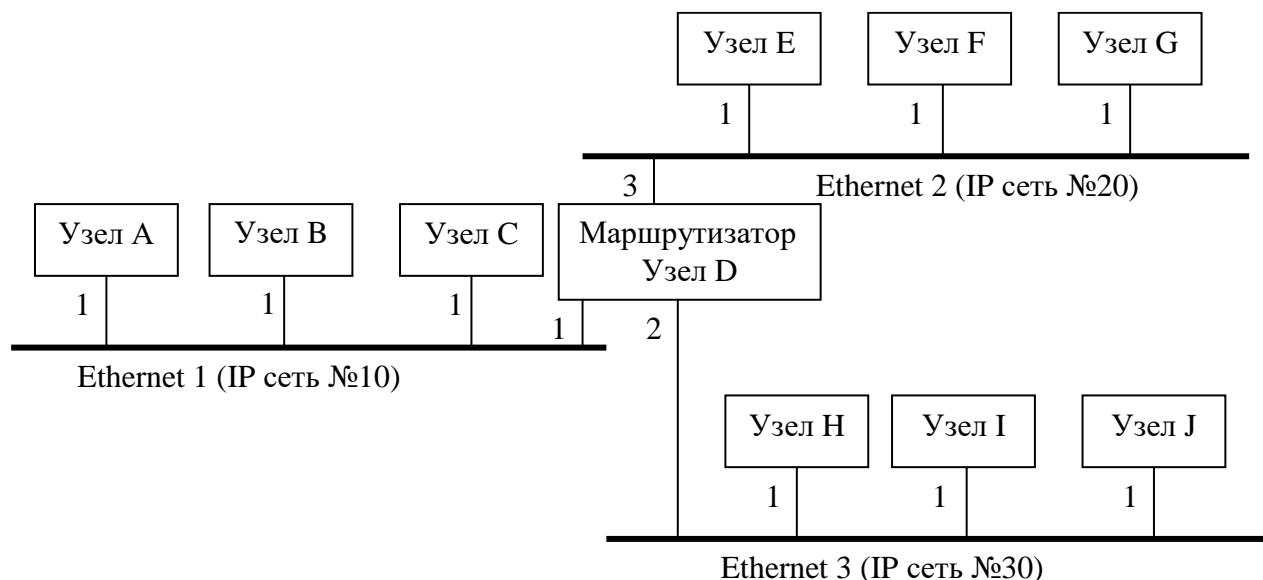 Узел E
Узел F
Узел G
1
1
1
3
Ethernet 2 (IP сеть №20)
Узел A
Узел B
Узел C
Маршрутизатор
Узел D
1
1
1
1
2
Ethernet 1 (IP сеть №10)
Узел H
Узел I
Узел J
1
1
1
Ethernet 3 (IP сеть №30)